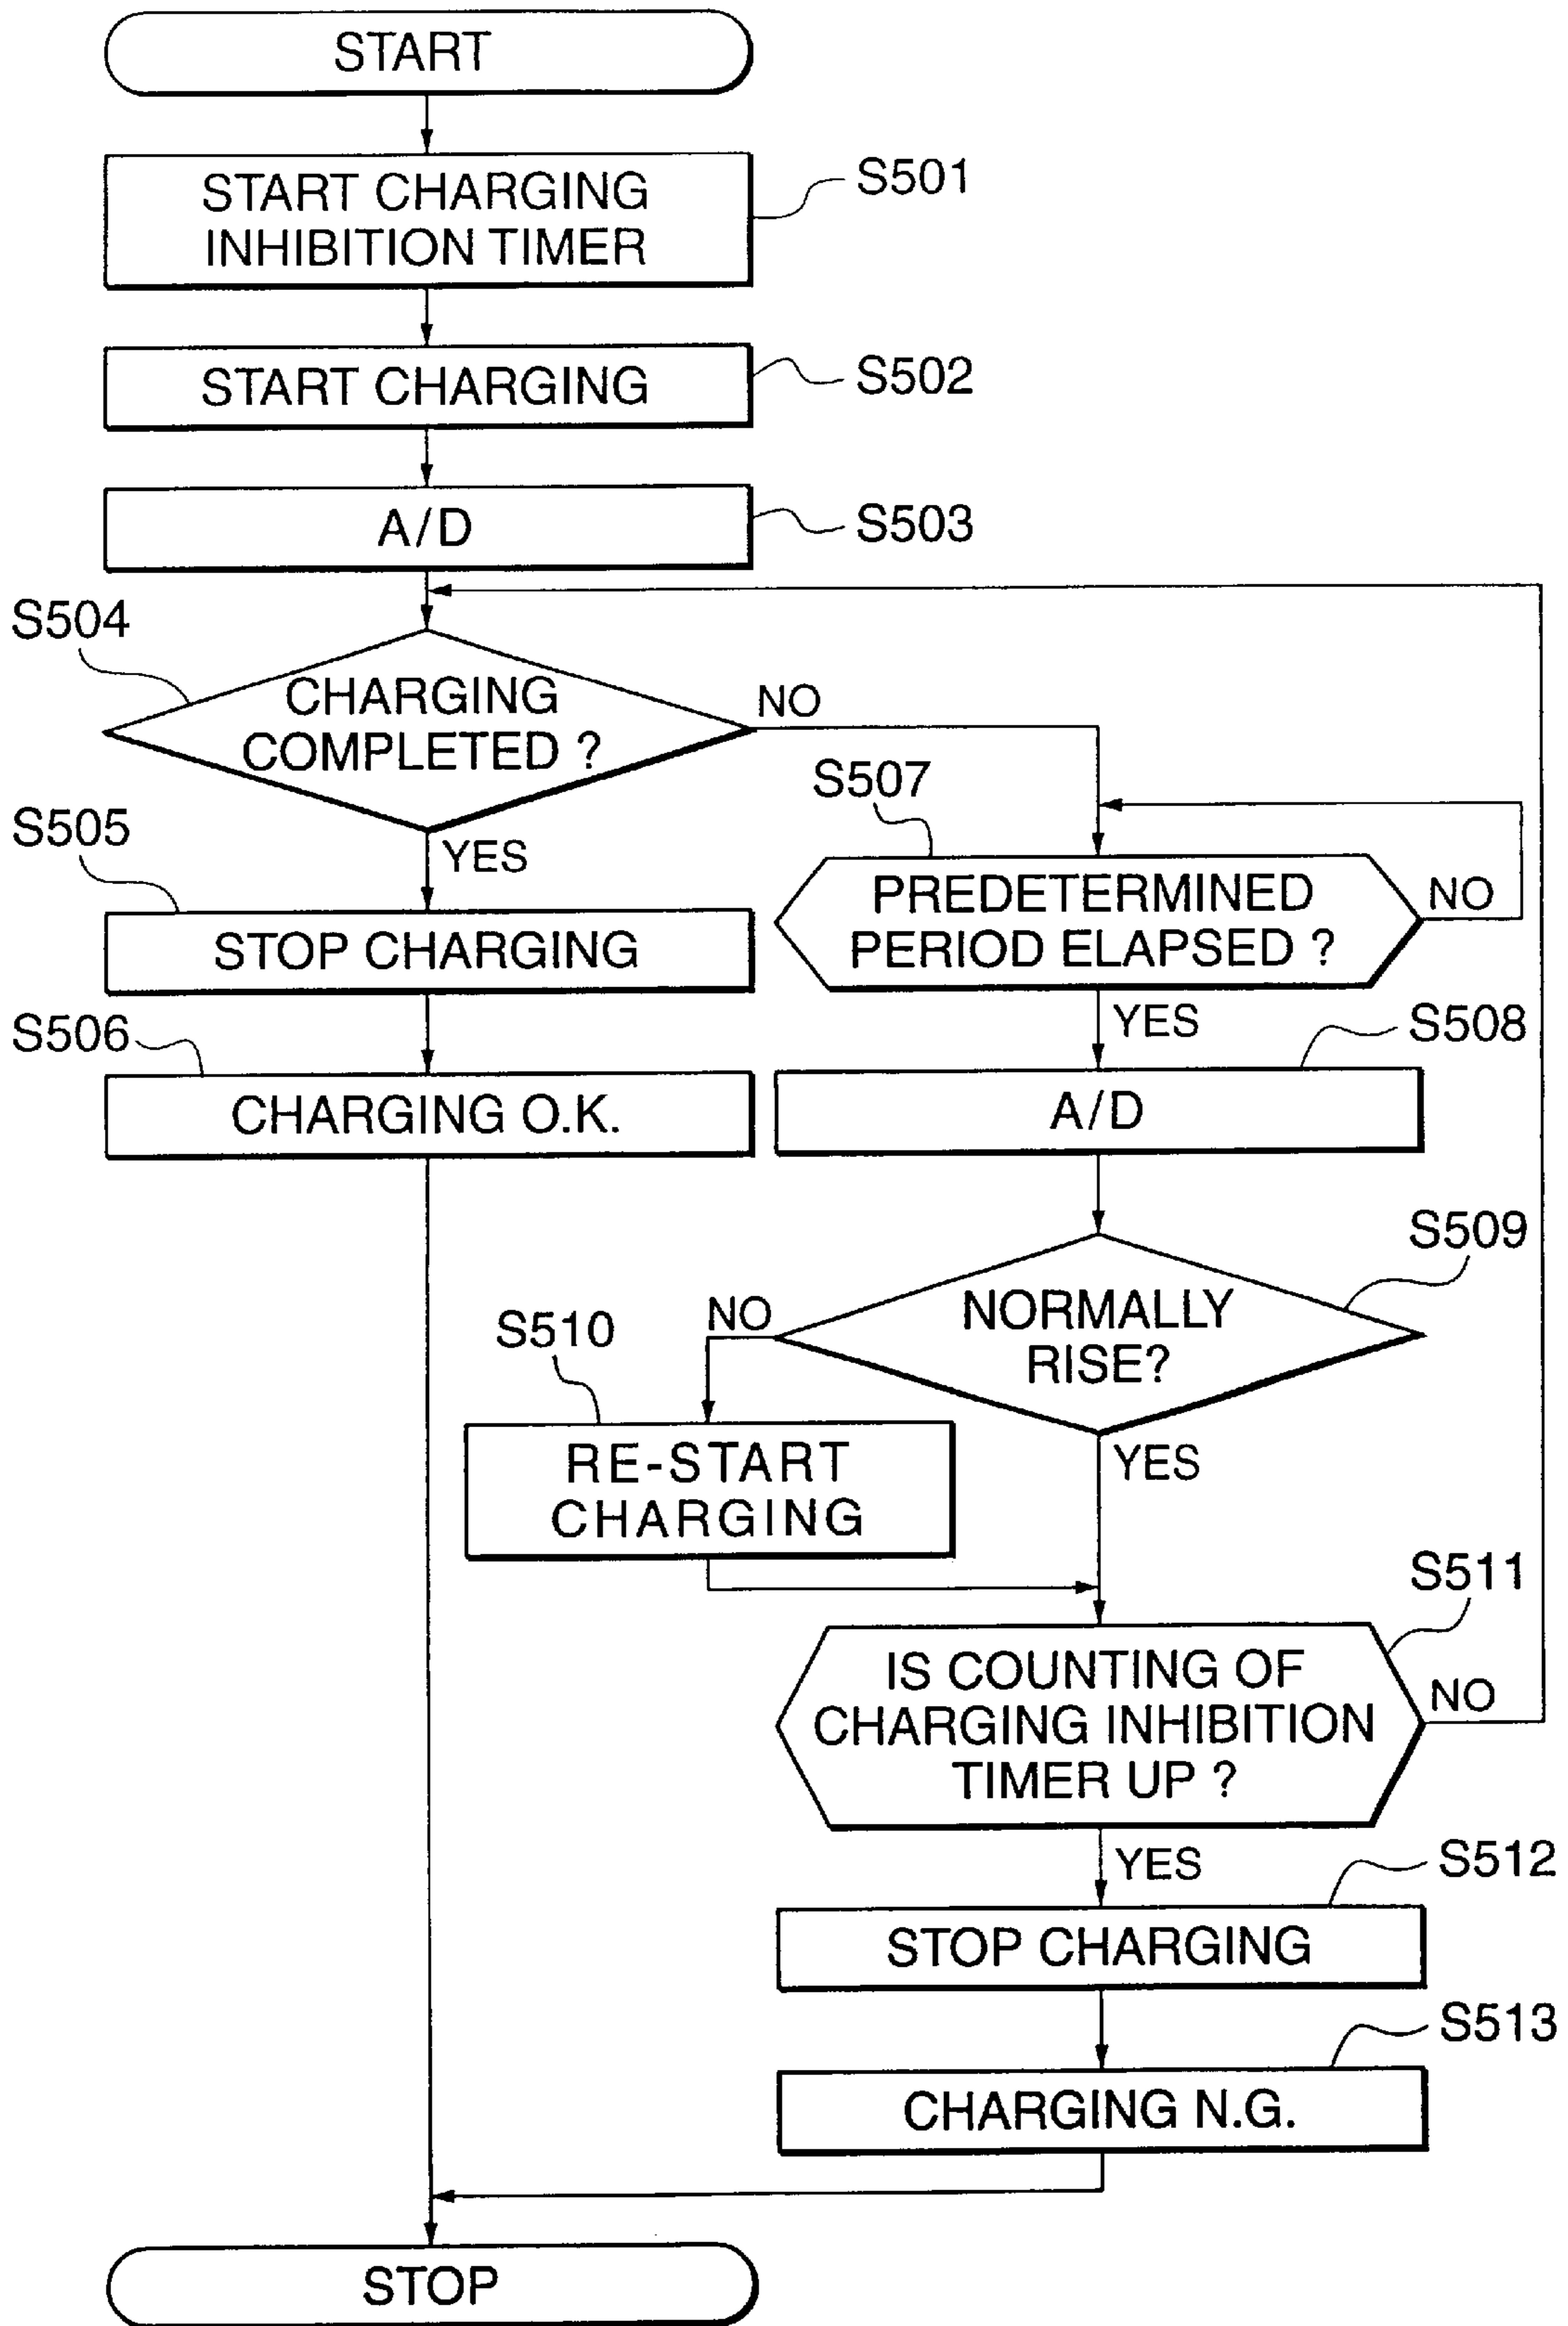 START
START CHARGING
INHIBITION TIMER
S501
START CHARGING
S502
A/D
S503
S504
CHARGING
COMPLETED ?
NO
YES
S505
STOP CHARGING
S506
CHARGING O.K.
S507
PREDETERMINED
PERIOD ELAPSED ?
NO
YES
S508
A/D
S509
NORMALLY
RISE?
NO
YES
S510
RE-START
CHARGING
S511
IS COUNTING OF
CHARGING INHIBITION
TIMER UP ?
NO
YES
S512
STOP CHARGING
S513
CHARGING N.G.
STOP